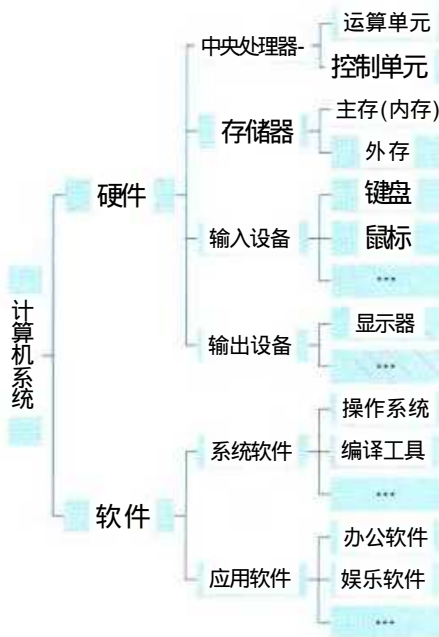 计算机系统
硬件
中央处理器-
运算单元
控制单元
存储器
主存(内存)
外存
输入设备
键盘
鼠标
...
输出设备
显示器
...
软件
系统软件
操作系统
编译工具
...
应用软件
办公软件
娱乐软件
...